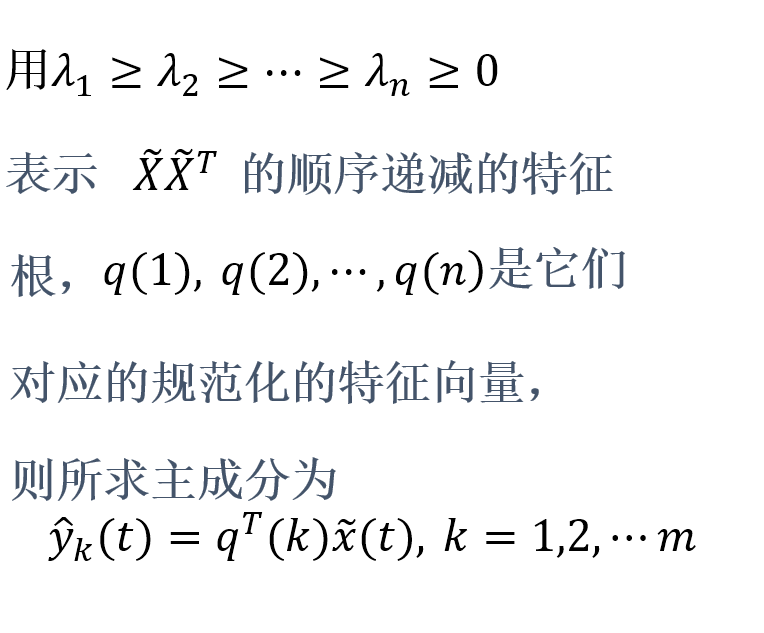 用λ₁ ≥ λ₂ ≥ ⋯ ≥ λₙ ≥ 0
表示 X̃X̃ᵀ 的顺序递减的特征
根，q(1), q(2), ⋯ , q(n)是它们
对应的规范化的特征向量，
则所求主成分为
ŷₖ(t) = qᵀ(k)x̃(t), k = 1,2, ⋯ m